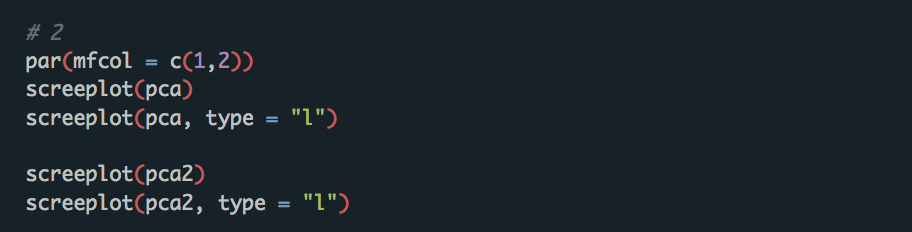 # 2
par(mfcol = c(1,2))
screeplot(pca)
screeplot(pca, type = "l")
screeplot(pca2)
screeplot(pca2, type = "l")